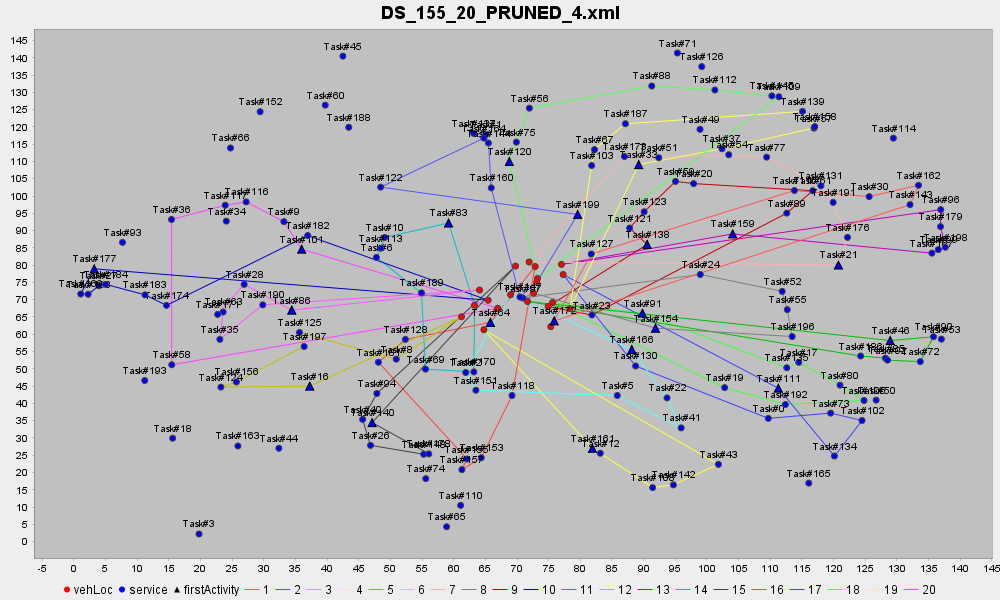 DS_155_20_PRUNED_4.xml
145
Task#45
Task#71
140
Task#126
135
Task#88
Task#112
130
Task#60
Task#56
Task#139
125
Task#152
Task#187
120
Task#188
Task#49
Task#158
Task#75
Task#37
115
Task#66
Task#67
Task#114
Task#120
Task#103
Task#33
Task#51
Task#54
Task#77
110
105
Task#122
Task#160
Task#20
Task#131
Task#162
100
Task#116
Task#191
Task#30
Task#36
Task#123
Task#143
Task#96
95
Task#34
Task#9
Task#83
Task#199
Task#121
Task#89
90
Task#93
Task#182
Task#10
Task#138
Task#159
Task#176
Task#179
85
Task#101
Task#113
Task#127
Task#198
80
Task#177
Task#6
Task#21
75
Task#28
Task#24
70
Task#183
Task#189
Task#52
65
Task#174
Task#190
Task#86
Task#64
Task#23
Task#91
Task#55
60
Task#35
Task#125
Task#128
Task#154
Task#196
Task#46
Task#53
55
Task#197
Task#8
Task#166
50
Task#58
Task#69
Task#130
Task#17
Task#72
Task#135
45
Task#193
Task#156
Task#16
Task#94
Task#151
Task#118
Task#5
Task#22
Task#19
Task#111
Task#80
40
Task#124
Task#192
35
Task#140
Task#41
Task#0
Task#73
Task#102
30
Task#18
25
Task#163
Task#44
Task#26
Task#153
Task#12
Task#43
Task#134
20
Task#74
Task#157
15
Task#142
Task#165
10
Task#110
5
Task#65
0
Task#3
-5 0 5 10 15 20 25 30 35 40 45 50 55 60 65 70 75 80 85 90 95 100 105 110 115 120 125 130 135 140 145
vehLoc service firstActivity 1 2 3 4 5 6 7 8 9 10 11 12 13 14 15 16 17 18 19 20